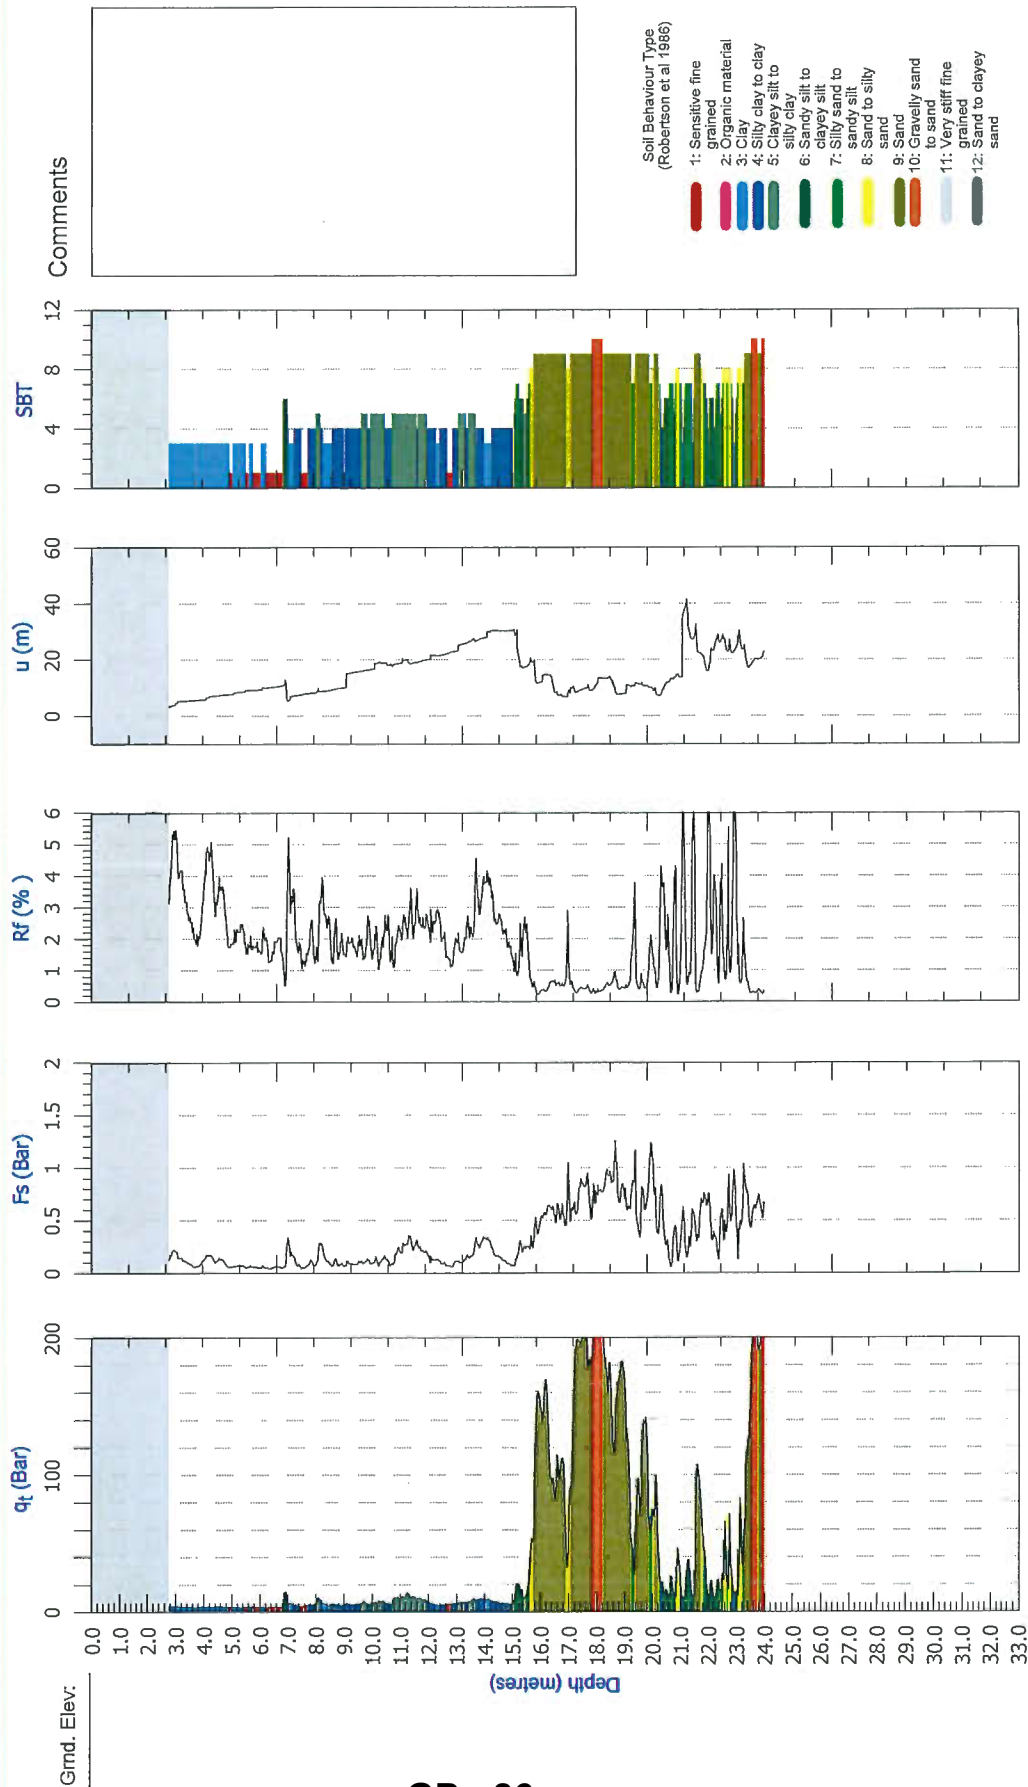 Grnd. Elev:
Depth (metres)
0.0
1.0
2.0
3.0
4.0
5.0
6.0
7.0
8.0
9.0
10.0
11.0
12.0
13.0
14.0
15.0
16.0
17.0
18.0
19.0
20.0
21.0
22.0
23.0
24.0
25.0
26.0
27.0
28.0
29.0
30.0
31.0
32.0
33.0
qt (Bar)
0 100 200
Fs (Bar)
0 0.5 1 1.5 2
Rf (% )
0 1 2 3 4 5 6
u (m)
0 20 40 60
SBT
0 4 8 12
Comments
Soil Behaviour Type
(Robertson et al 1986)
1: Sensitive fine
grained
2: Organic material
3: Clay
4: Silty clay to clay
5: Clayey silt to
silty clay
6: Sandy silt to
clayey silt
7: Silty sand to
sandy silt
8: Sand to silty
sand
9: Sand
10: Gravelly sand
to sand
11: Very stiff fine
grained
12: Sand to clayey
sand